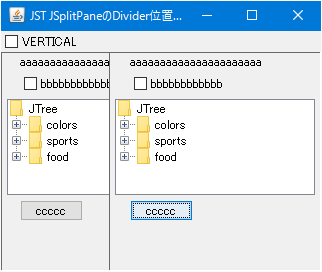 JST JSplitPaneのDivider位置...
VERTICAL
aaaaaaaaaaaaaaa
bbbbbbbbbbbb
JTree
colors
sports
food
ccccc
aaaaaaaaaaaaaaaaaaaaaa
bbbbbbbbbbbb
JTree
colors
sports
food
ccccc